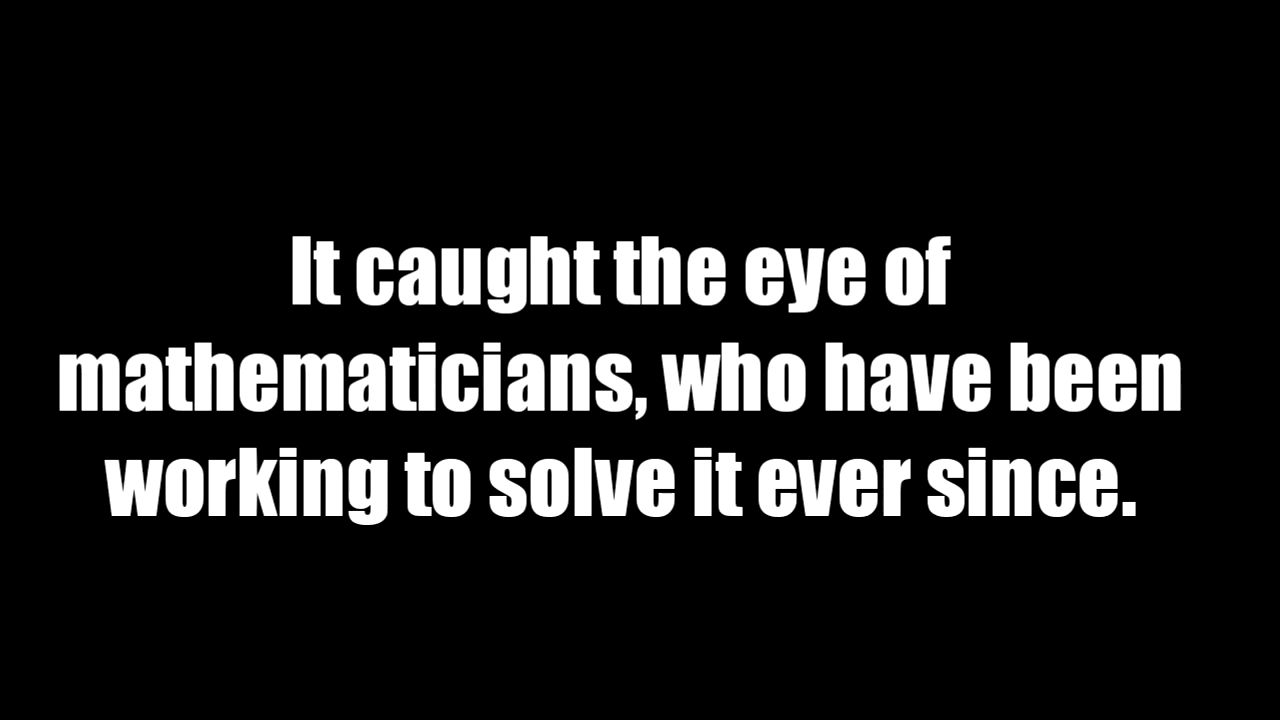 It caught the eye of
mathematicians, who have been
working to solve it ever since.